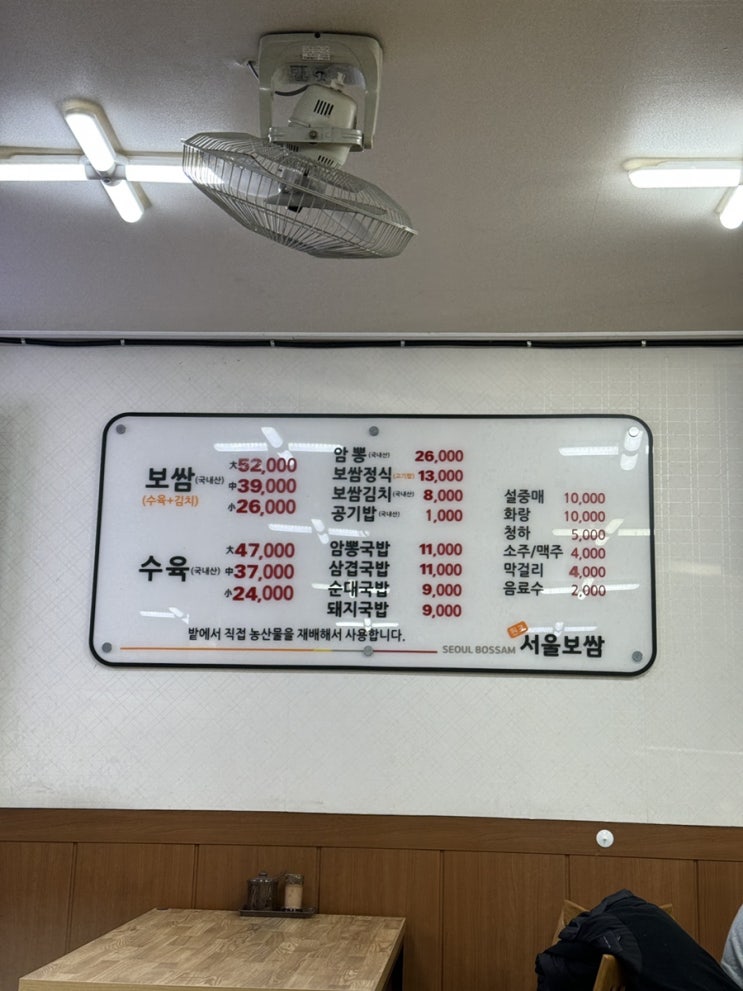 보쌈(국내산) 大52,000
(수육+김치) 中39,000
小26,000
수육(국내산) 大47,000
中37,000
小24,000
암뽕(국내산) 26,000
보쌈정식(고기밥) 13,000
보쌈김치(국내산) 8,000
공기밥(국내산) 1,000
암뽕국밥 11,000
삼겹국밥 11,000
순대국밥 9,000
돼지국밥 9,000
설중매 10,000
화랑 10,000
청하 5,000
소주/맥주 4,000
막걸리 4,000
음료수 2,000
밭에서 직접 농산물을 재배해서 사용합니다.
SEOUL BOSSAM 서울보쌈